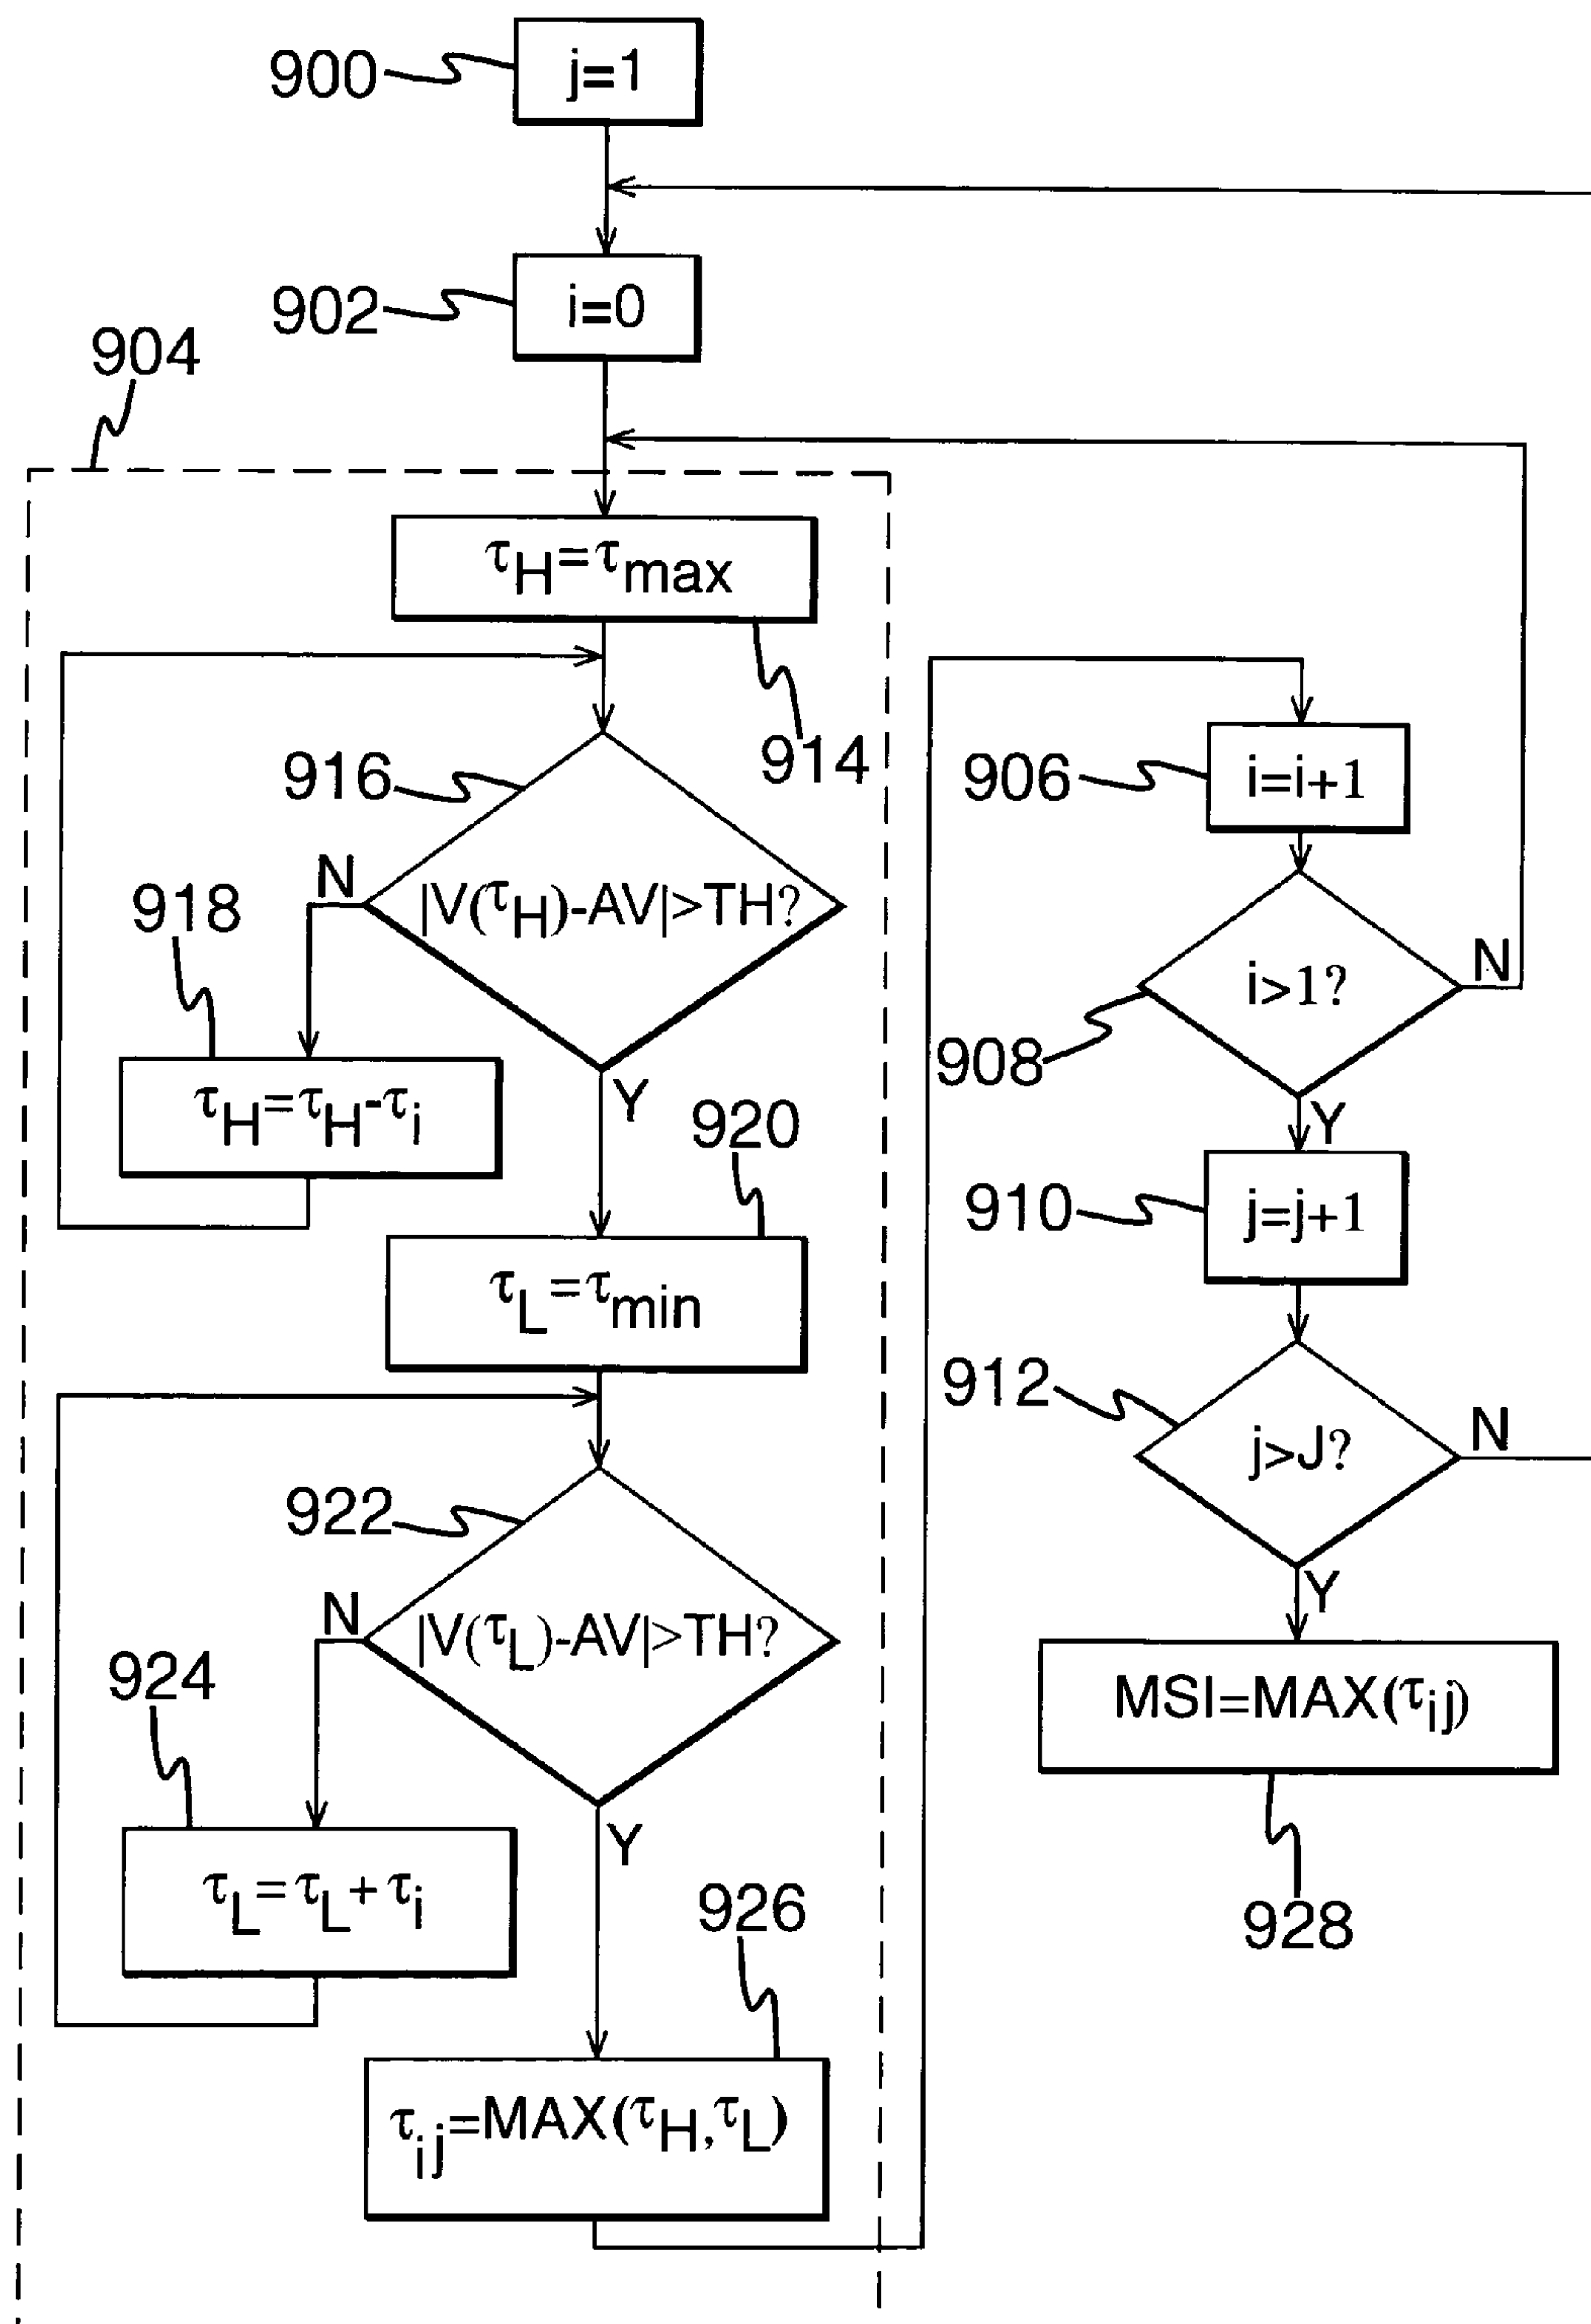 900
j=1
902
i=0
904
τH=τmax
914
916
|V(τH)-AV|>TH?
N
Y
918
τH=τH-τi
920
τL=τmin
922
|V(τL)-AV|>TH?
N
Y
924
τL=τL+τi
926
τij=MAX(τH,τL)
906
i=i+1
908
i>1?
N
Y
910
j=j+1
912
j>J?
N
Y
MSI=MAX(τij)
928